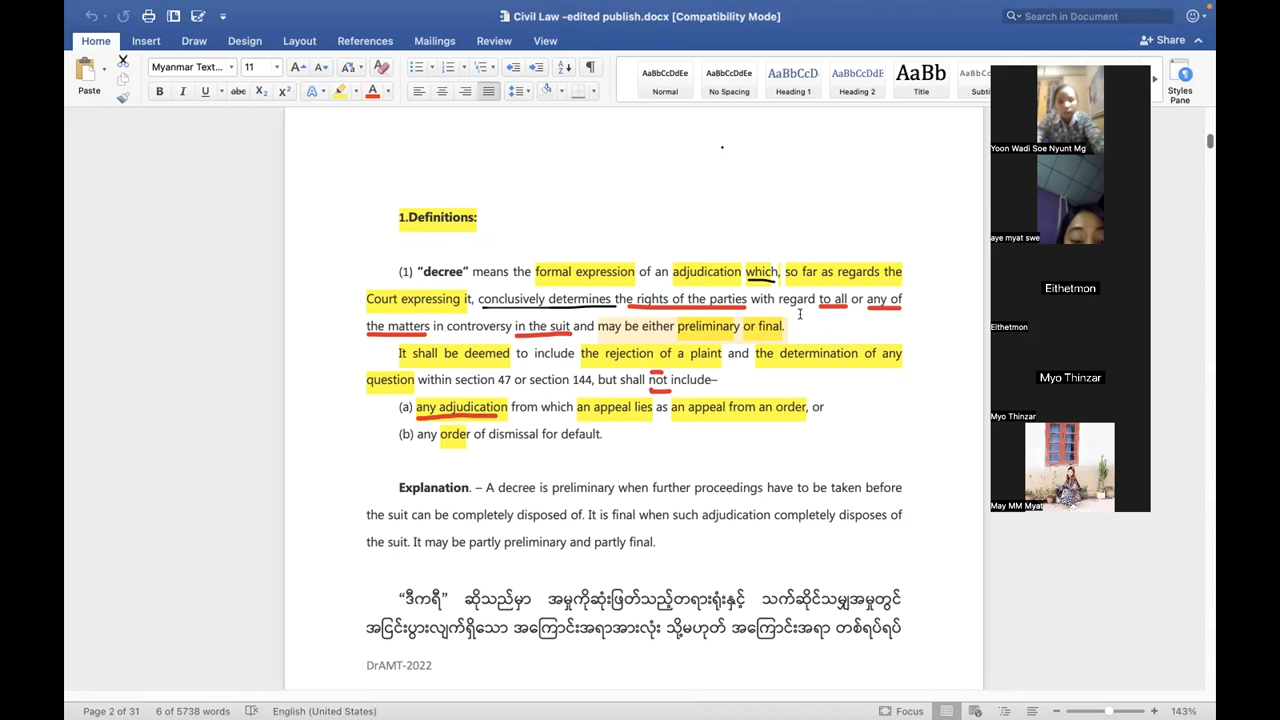 Civil Law -edited publish.docx [Compatibility Mode]
Search in Document
Home Insert Draw Design Layout References Mailings Review View
Share
Paste
Myanmar Text... 11
AaBbCcDdEe AaBbCcDdEe AaBbCcD AaBbCcDdEe AaBb AaBbCcDdEe
Normal No Spacing Heading 1 Heading 2 Title Subti
Styles Pane
1.Definitions:
(1) “decree” means the formal expression of an adjudication which, so far as regards the
Court expressing it, conclusively determines the rights of the parties with regard to all or any of
the matters in controversy in the suit and may be either preliminary or final.
It shall be deemed to include the rejection of a plaint and the determination of any
question within section 47 or section 144, but shall not include–
(a) any adjudication from which an appeal lies as an appeal from an order, or
(b) any order of dismissal for default.
Explanation. – A decree is preliminary when further proceedings have to be taken before
the suit can be completely disposed of. It is final when such adjudication completely disposes of
the suit. It may be partly preliminary and partly final.
“ဒီကရီ” ဆိုသည်မှာ အမှုကိုဆုံးဖြတ်သည့်တရားရုံးနှင့် သက်ဆိုင်သမျှအမှုတွင်
အငြင်းပွားလျက်ရှိသော အကြောင်းအရာအားလုံး သို့မဟုတ် အကြောင်းအရာ တစ်ရပ်ရပ်
DrAMT-2022
Yoon Wadi Soe Nyunt Mg
aye myat swe
Eithetmon
Eithetmon
Myo Thinzar
Myo Thinzar
May MM Myat
Page 2 of 31 6 of 5738 words English (United States) Focus 143%